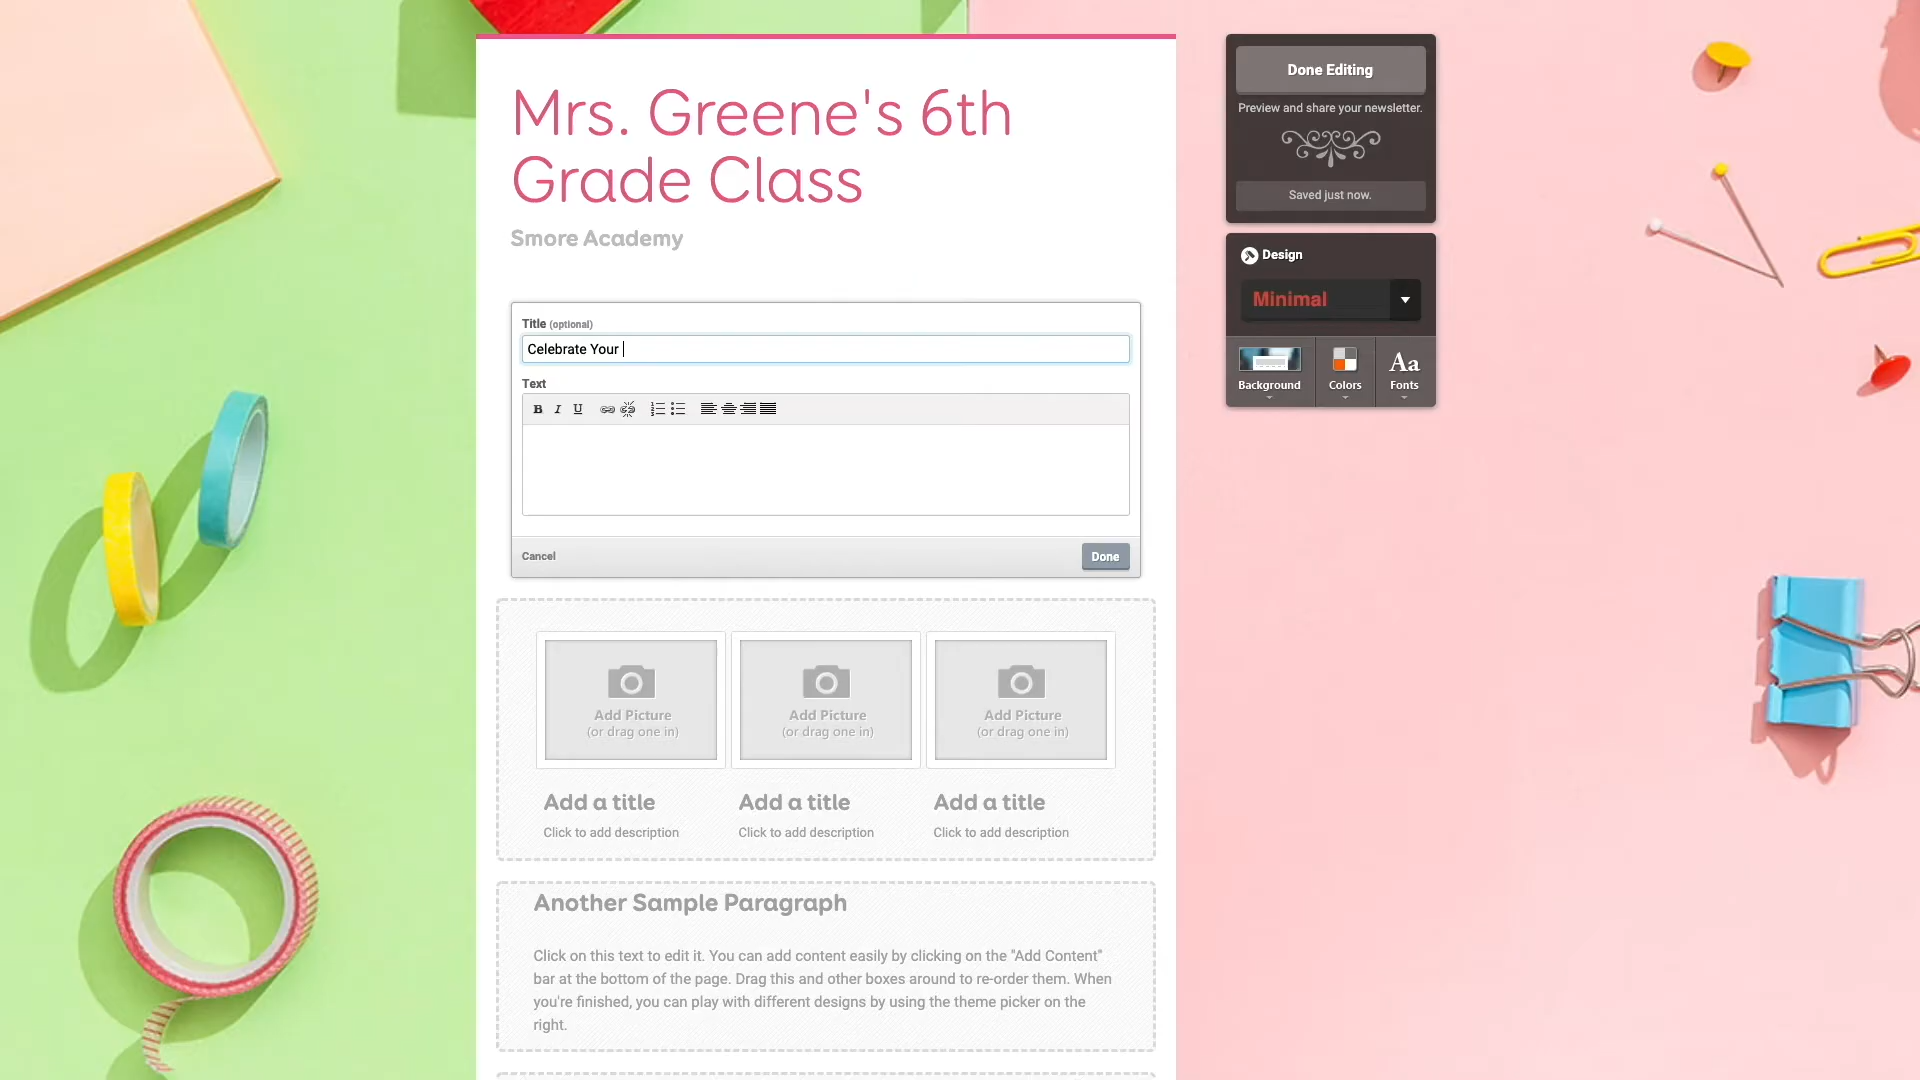 Mrs. Greene's 6th
Grade Class
Smore Academy
Title (optional)
Celebrate Your
Text
B I U
Cancel
Done
Add Picture
(or drag one in)
Add Picture
(or drag one in)
Add Picture
(or drag one in)
Add a title
Click to add description
Add a title
Click to add description
Add a title
Click to add description
Another Sample Paragraph
Click on this text to edit it. You can add content easily by clicking on the "Add Content"
bar at the bottom of the page. Drag this and other boxes around to re-order them. When
you're finished, you can play with different designs by using the theme picker on the
right.
Done Editing
Preview and share your newsletter.
Saved just now.
Design
Minimal
Background
Colors
Aa
Fonts